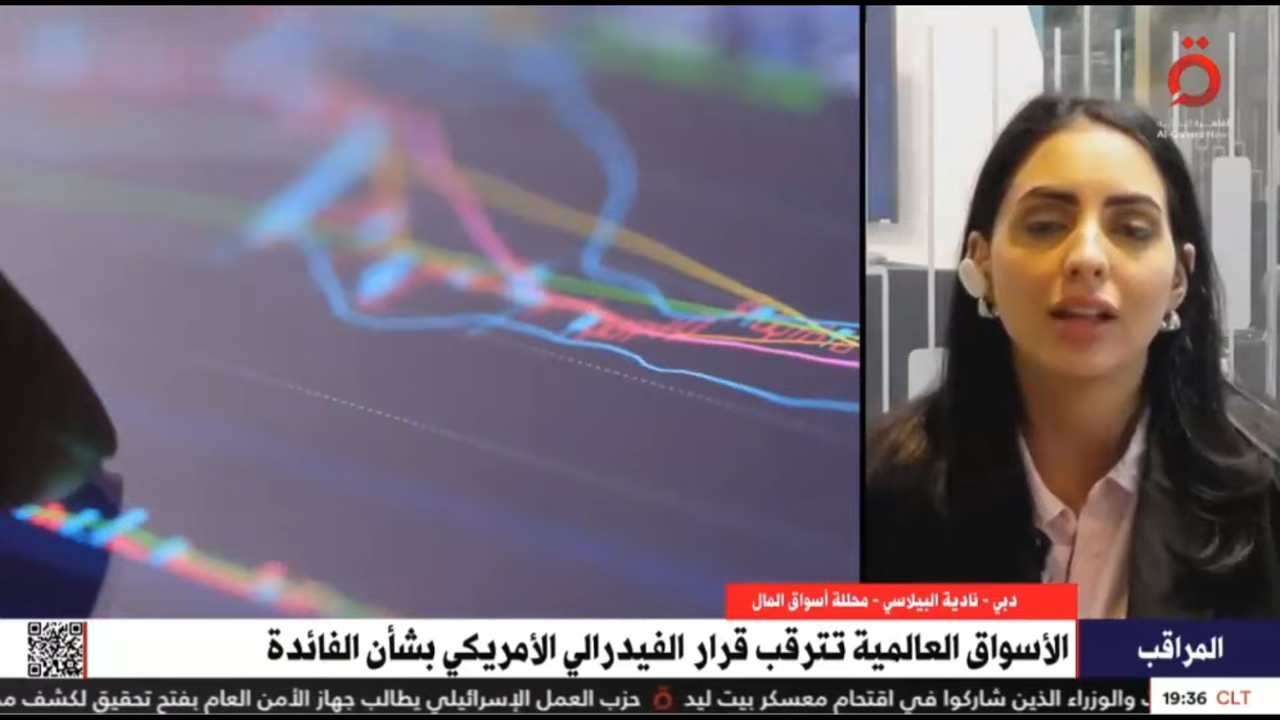 القاهرة الإخبارية
Al-Qahera News
دبي - نادية البيلاسي - محللة أسواق المال
المراقب
الأسواق العالمية تترقب قرار الفيدرالي الأمريكي بشأن الفائدة
19:36 CLT
والوزراء الذين شاركوا في اقتحام معسكر بيت ليد حزب العمل الإسرائيلي يطالب جهاز الأمن العام بفتح تحقيق لكشف